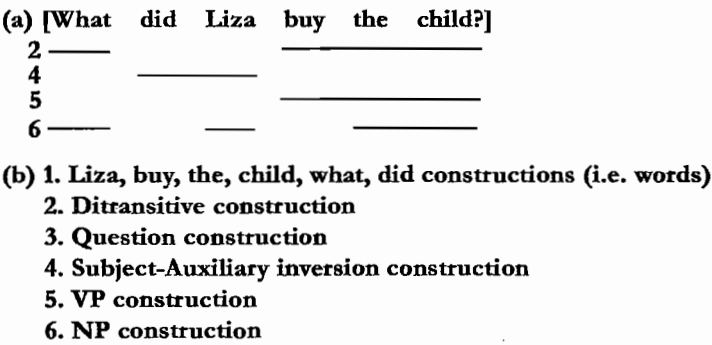 (a) [What did Liza buy the child?]
2
4
5
6
(b) 1. Liza, buy, the, child, what, did constructions (i.e. words)
2. Ditransitive construction
3. Question construction
4. Subject-Auxiliary inversion construction
5. VP construction
6. NP construction